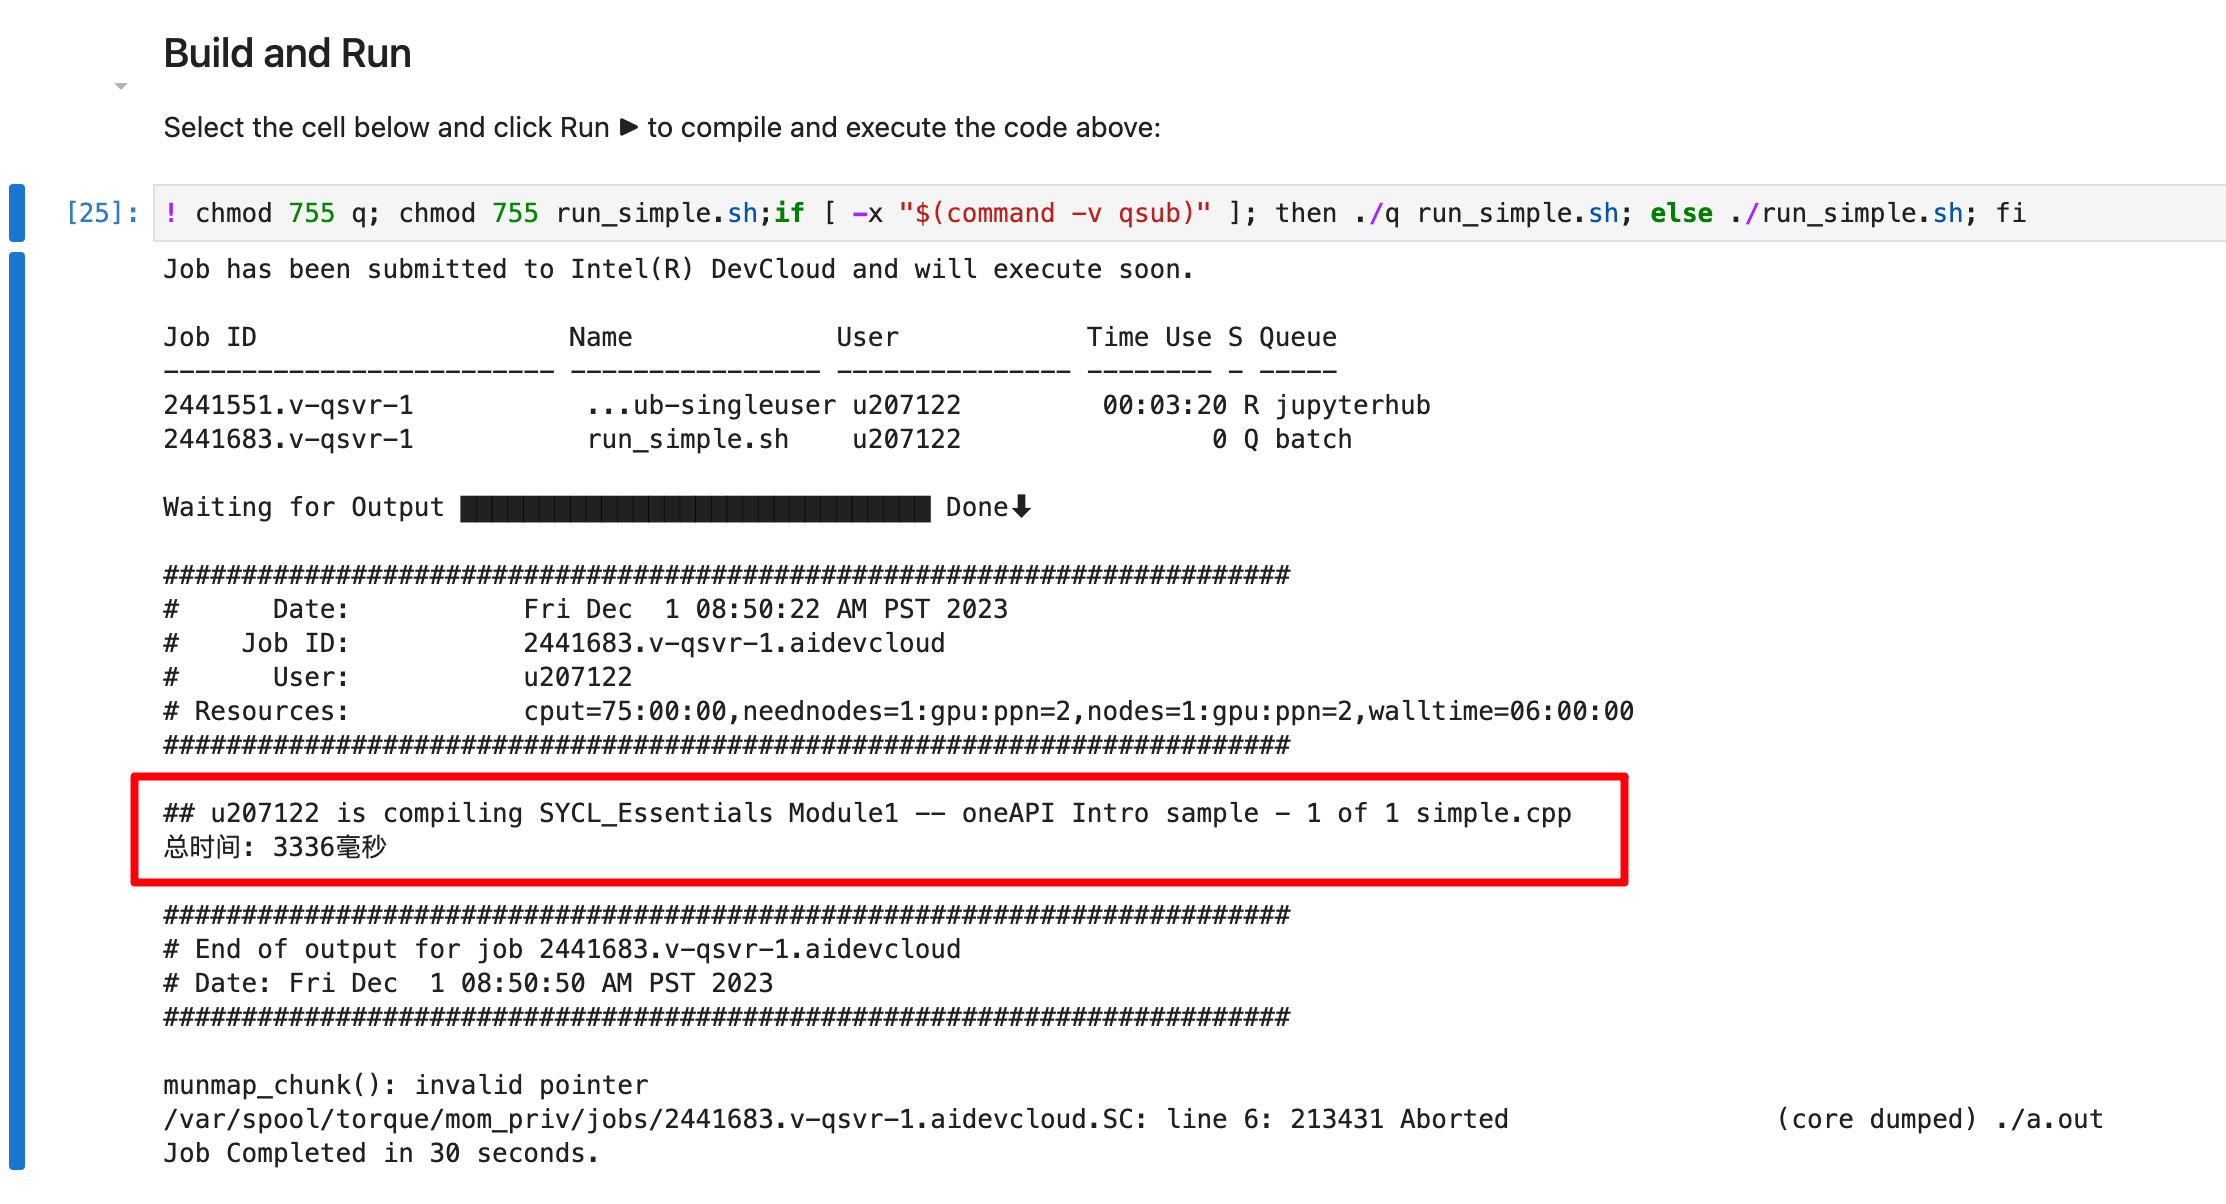 Build and Run
Select the cell below and click Run ▶ to compile and execute the code above:
[25]: ! chmod 755 q; chmod 755 run_simple.sh;if [ -x "$(command -v qsub)" ]; then ./q run_simple.sh; else ./run_simple.sh; fi
Job has been submitted to Intel(R) DevCloud and will execute soon.
Job ID                    Name             User            Time Use S Queue
------------------------- ---------------- --------------- -------- - -----
2441551.v-qsvr-1           ...ub-singleuser u207122         00:03:20 R jupyterhub
2441683.v-qsvr-1           run_simple.sh    u207122                0 Q batch
Waiting for Output ██████████████████████████████ Done⬇
########################################################################
#      Date:           Fri Dec  1 08:50:22 AM PST 2023
#    Job ID:           2441683.v-qsvr-1.aidevcloud
#      User:           u207122
# Resources:           cput=75:00:00,neednodes=1:gpu:ppn=2,nodes=1:gpu:ppn=2,walltime=06:00:00
########################################################################
## u207122 is compiling SYCL_Essentials Module1 -- oneAPI Intro sample - 1 of 1 simple.cpp
总时间: 3336毫秒
########################################################################
# End of output for job 2441683.v-qsvr-1.aidevcloud
# Date: Fri Dec  1 08:50:50 AM PST 2023
########################################################################
munmap_chunk(): invalid pointer
/var/spool/torque/mom_priv/jobs/2441683.v-qsvr-1.aidevcloud.SC: line 6: 213431 Aborted                 (core dumped) ./a.out
Job Completed in 30 seconds.